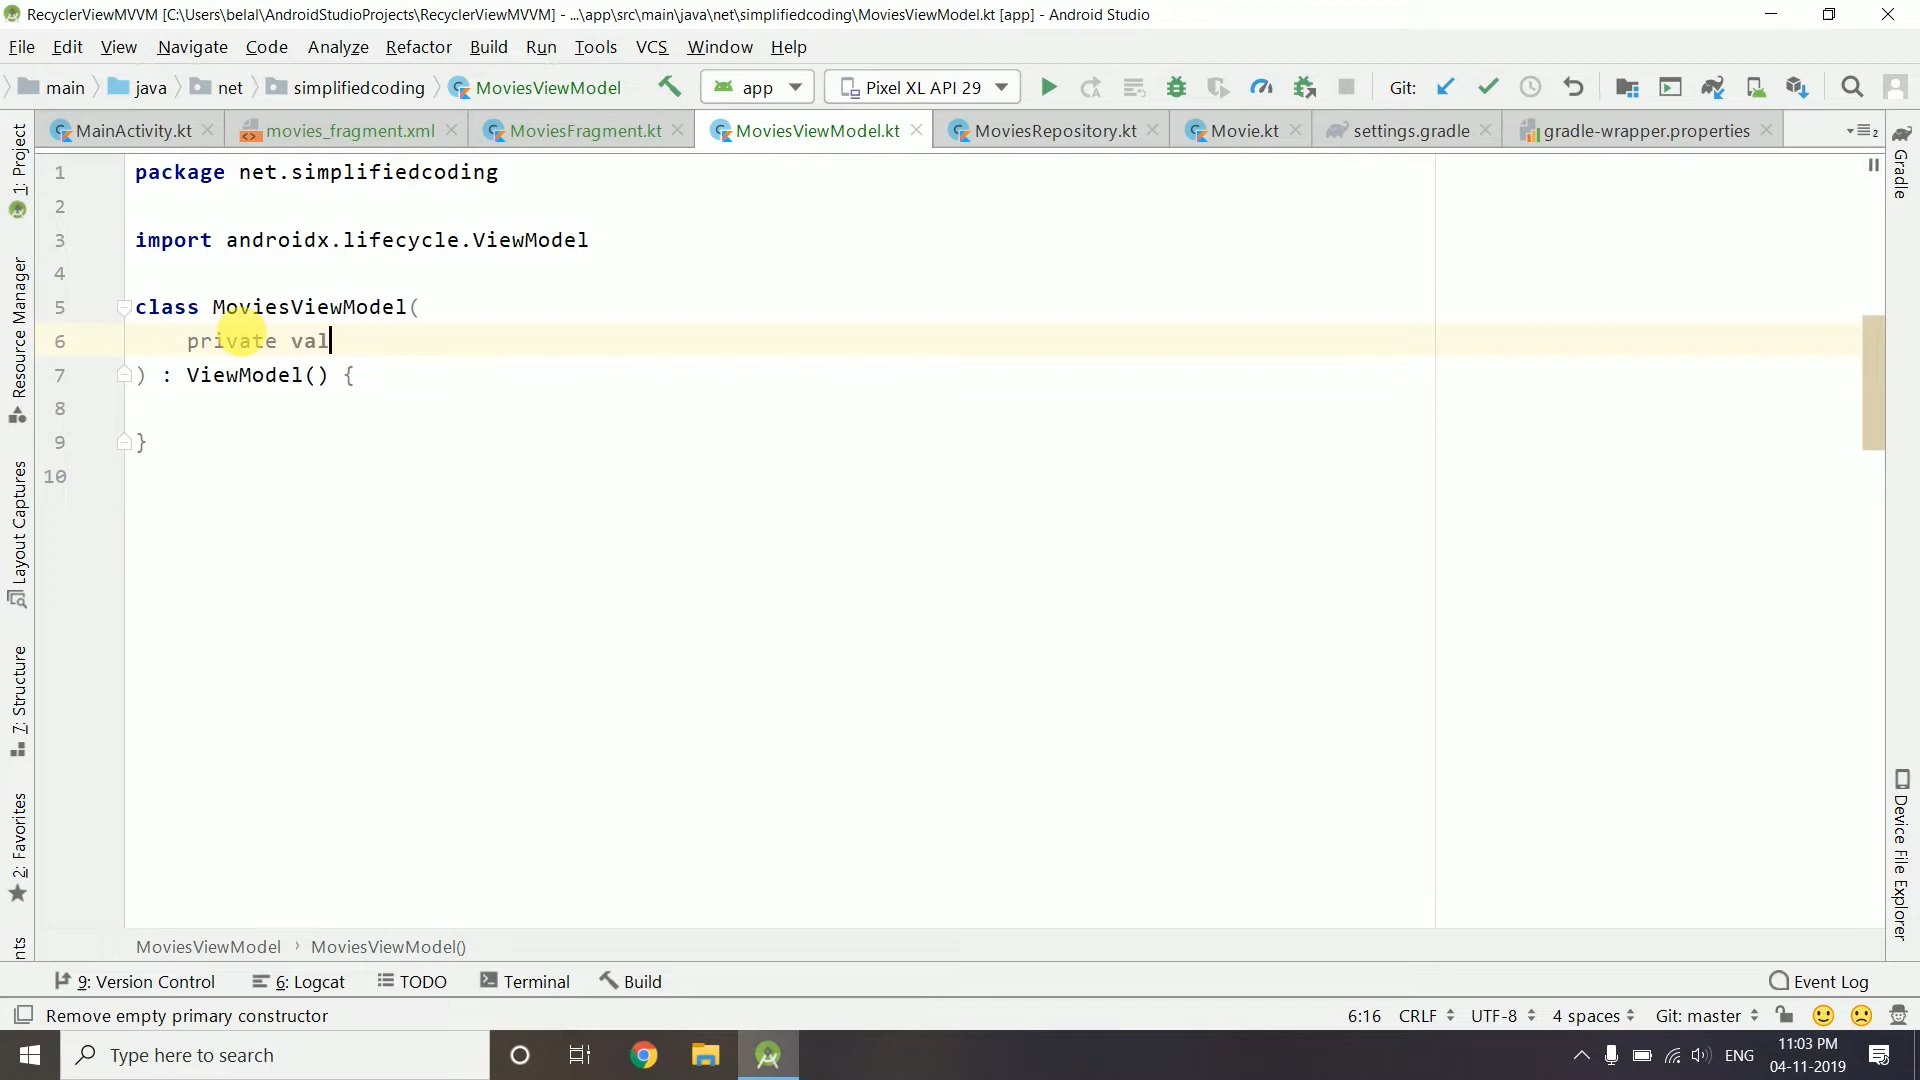 RecyclerViewMVVM [C:\Users\belal\AndroidStudioProjects\RecyclerViewMVVM] - ...\app\src\main\java\net\simplifiedcoding\MoviesViewModel.kt [app] - Android Studio
File Edit View Navigate Code Analyze Refactor Build Run Tools VCS Window Help
main java net simplifiedcoding MoviesViewModel app Pixel XL API 29 Git:
MainActivity.kt movies_fragment.xml MoviesFragment.kt MoviesViewModel.kt MoviesRepository.kt Movie.kt settings.gradle gradle-wrapper.properties 2
1 package net.simplifiedcoding
2
3 import androidx.lifecycle.ViewModel
4
5 class MoviesViewModel(
6 private val
7 ) : ViewModel() {
8
9 }
10
1: Project
Resource Manager
Layout Captures
7: Structure
2: Favorites
nts
Gradle
Device File Explorer
MoviesViewModel › MoviesViewModel()
9: Version Control 6: Logcat TODO Terminal Build Event Log
Remove empty primary constructor 6:16 CRLF UTF-8 4 spaces Git: master
Type here to search ENG 11:03 PM
04-11-2019